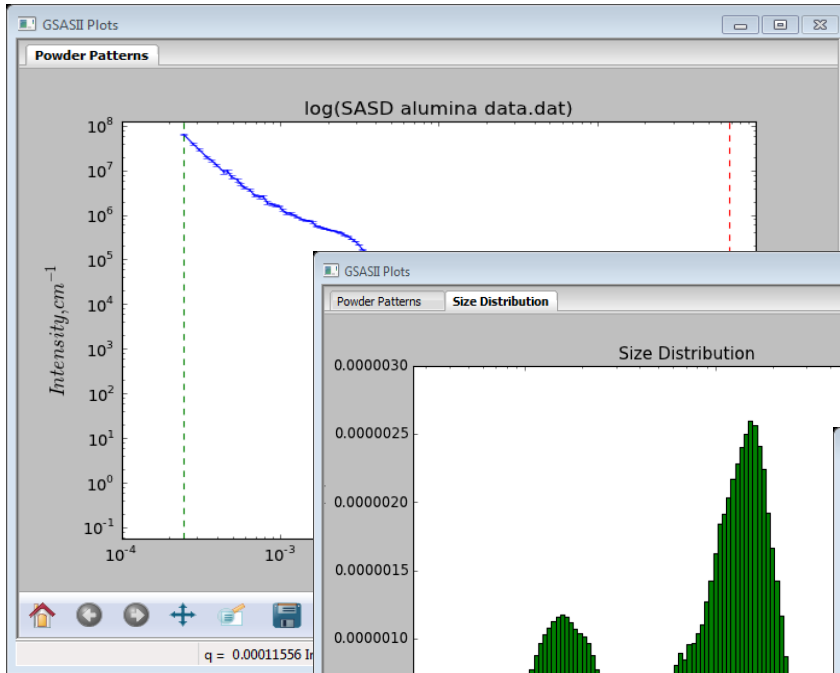 GSASII Plots
Powder Patterns
log(SASD alumina data.dat)
10^8
10^7
10^6
10^5
10^4
10^3
10^2
10^1
10^0
10^-1
Intensity,cm^-1
10^-4
10^-3
q = 0.00011556 In
GSASII Plots
Powder Patterns
Size Distribution
Size Distribution
0.0000030
0.0000025
0.0000020
0.0000015
0.0000010